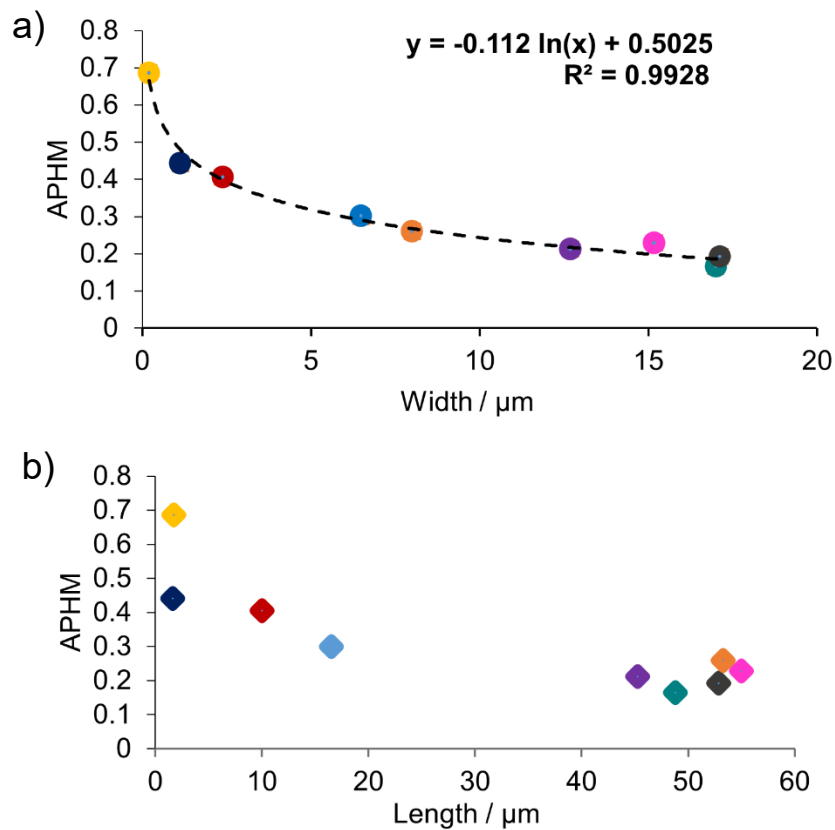 a)
y = -0.112 ln(x) + 0.5025
R² = 0.9928
APHM
0.8
0.7
0.6
0.5
0.4
0.3
0.2
0.1
0
0 5 10 15 20
Width / µm
b)
APHM
0.8
0.7
0.6
0.5
0.4
0.3
0.2
0.1
0
0 10 20 30 40 50 60
Length / µm